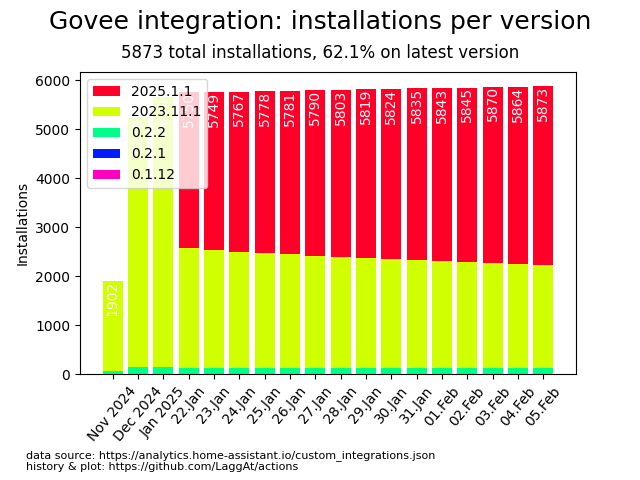 Govee integration: installations per version
5873 total installations, 62.1% on latest version
Installations
6000
5000
4000
3000
2000
1000
0
2025.1.1
2023.11.1
0.2.2
0.2.1
0.1.12
1902
5749
5767
5778
5781
5790
5803
5819
5824
5835
5843
5845
5870
5864
5873
Nov 2024
Dec 2024
Jan 2025
22.Jan
23.Jan
24.Jan
25.Jan
26.Jan
27.Jan
28.Jan
29.Jan
30.Jan
31.Jan
01.Feb
02.Feb
03.Feb
04.Feb
05.Feb
data source: https://analytics.home-assistant.io/custom_integrations.json
history & plot: https://github.com/LaggAt/actions